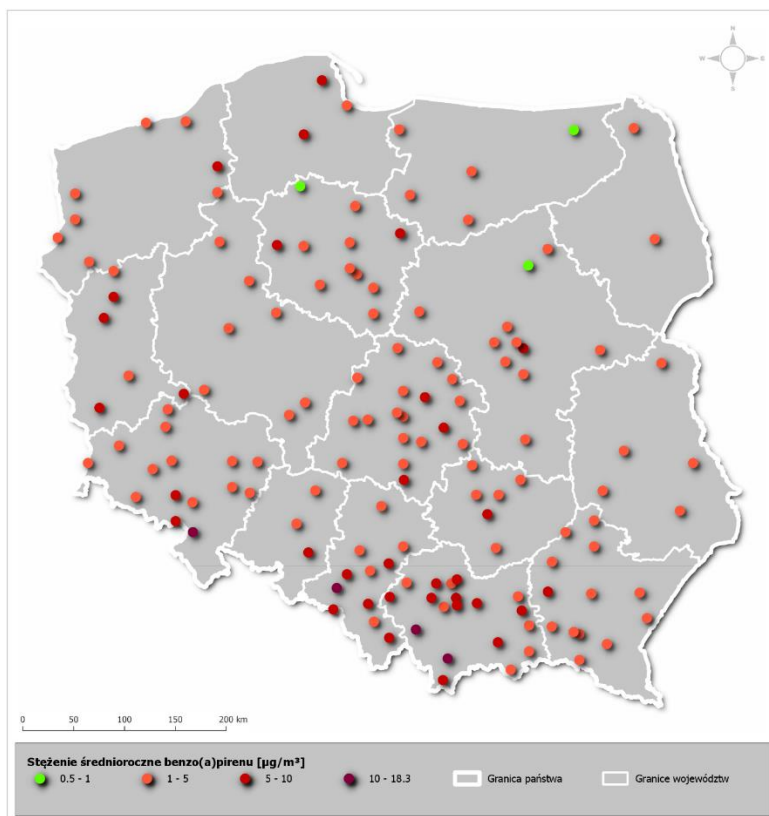 N
W E
S
0 50 100 150 200 km
Stężenie średnioroczne benzo(a)pirenu [µg/m³]
0.5 - 1 1 - 5 5 - 10 10 - 18.3 Granica państwa Granice województw